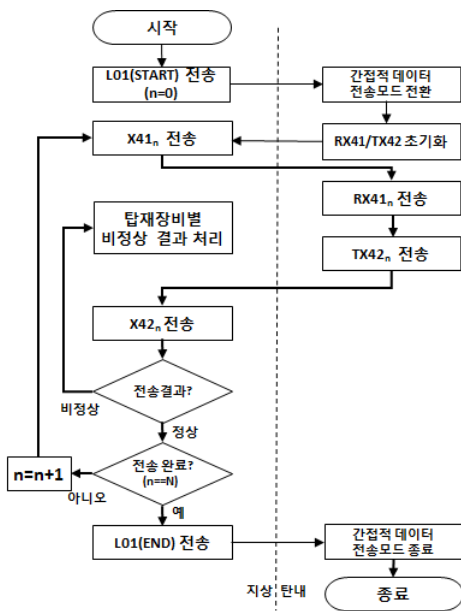 시작
L01(START) 전송
(n=0)
간접적 데이터
전송모드 전환
X41n 전송
RX41/TX42 초기화
RX41n 전송
탑재장비별
비정상 결과 처리
TX42n 전송
X42n 전송
전송결과?
비정상
정상
전송 완료?
(n==N)
n=n+1
아니오
예
L01(END) 전송
간접적 데이터
전송모드 종료
지상
탄내
종료